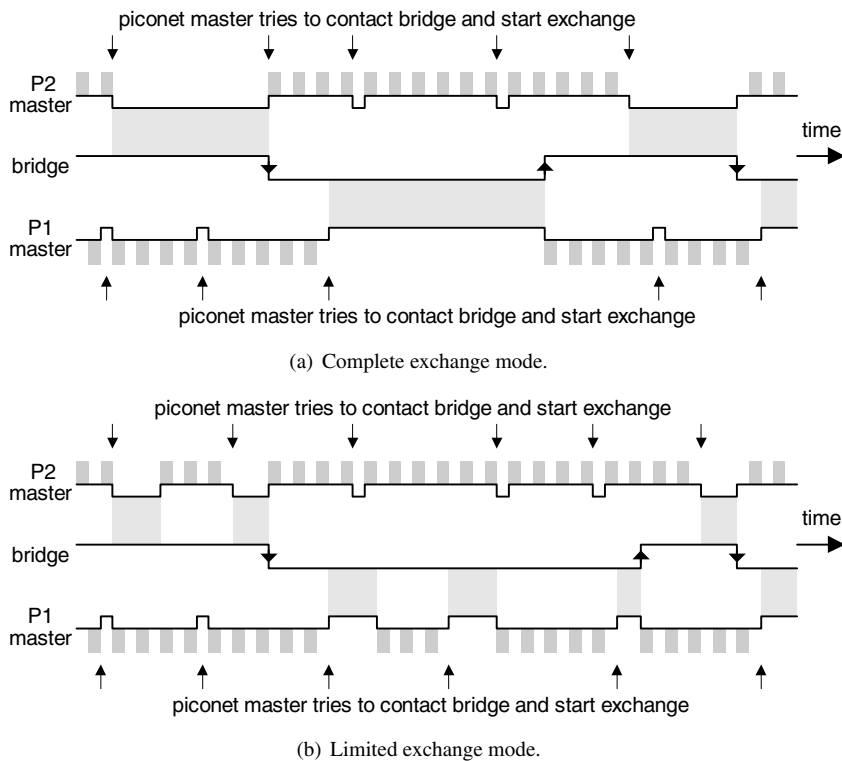 piconet master tries to contact bridge and start exchange
P2
master
time
bridge
P1
master
piconet master tries to contact bridge and start exchange
(a) Complete exchange mode.
piconet master tries to contact bridge and start exchange
P2
master
time
bridge
P1
master
piconet master tries to contact bridge and start exchange
(b) Limited exchange mode.